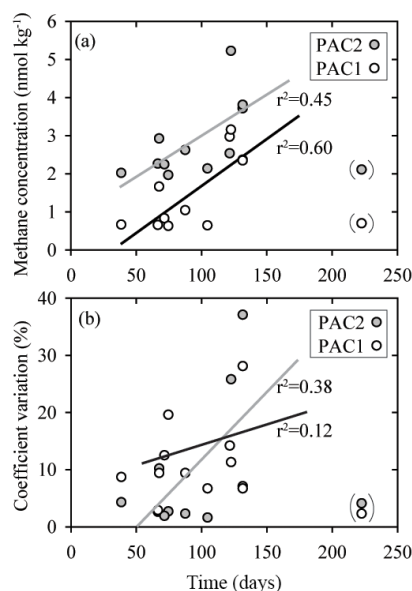 6
(a)
PAC2
5
PAC1
4
r²=0.45
3
r²=0.60
2
1
0
0 50 100 150 200 250
Methane concentration (nmol kg⁻¹)
40
(b)
PAC2
PAC1
30
r²=0.38
20
r²=0.12
10
0
0 50 100 150 200 250
Coefficient variation (%)
Time (days)